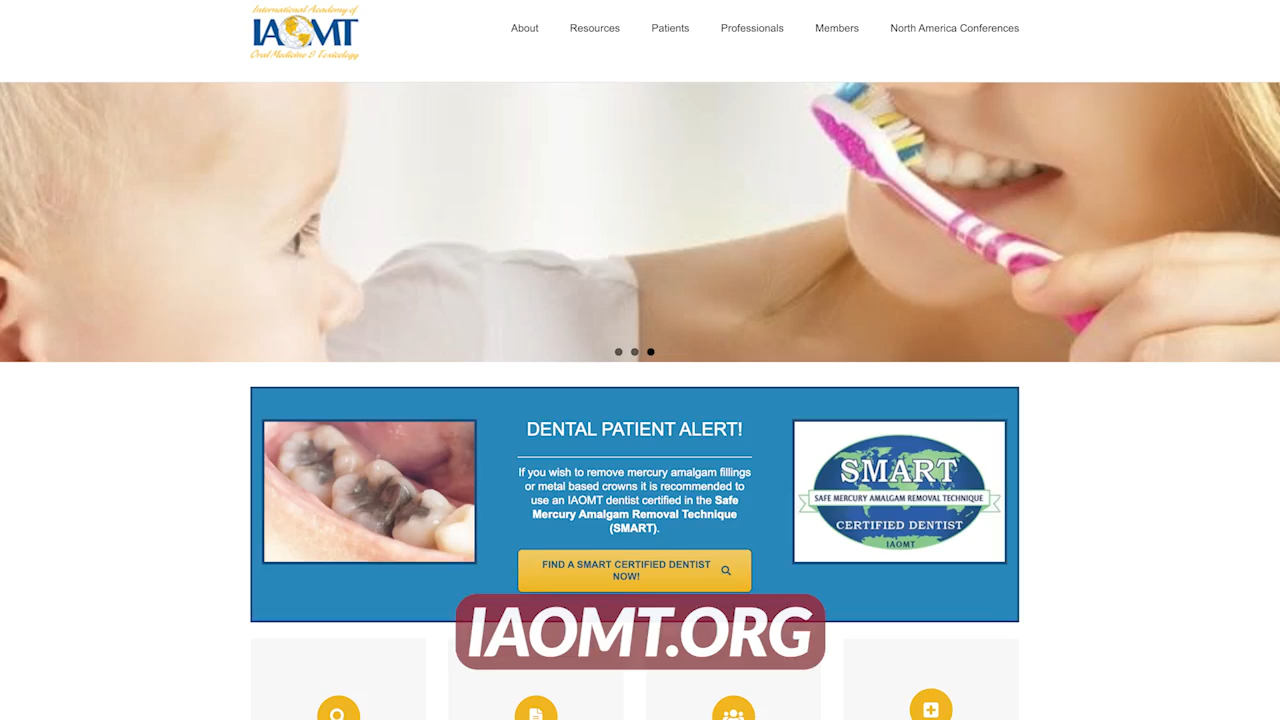 International Academy of
IAOMT
Oral Medicine & Toxicology
About Resources Patients Professionals Members North America Conferences
DENTAL PATIENT ALERT!
If you wish to remove mercury amalgam fillings
or metal based crowns it is recommended to
use an IAOMT dentist certified in the Safe
Mercury Amalgam Removal Technique
(SMART).
FIND A SMART CERTIFIED DENTIST
NOW!
SMART
SAFE MERCURY AMALGAM REMOVAL TECHNIQUE
CERTIFIED DENTIST
IAOMT
IAOMT.ORG